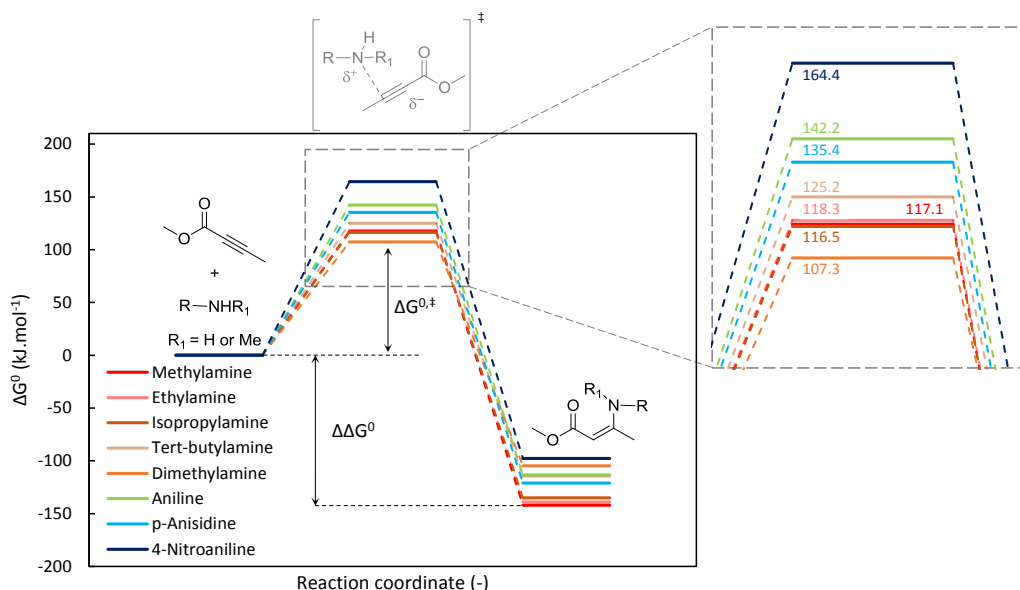 ‡
H
R N R₁
δ⁺
O
O
δ⁻
200
150
100
50
0
-50
-100
-150
-200
ΔG⁰ (kJ.mol⁻¹)
O
O
+
R—NHR₁
R₁ = H or Me
ΔG⁰,‡
ΔΔG⁰
R₁ N R
O
O
Methylamine
Ethylamine
Isopropylamine
Tert-butylamine
Dimethylamine
Aniline
p-Anisidine
4-Nitroaniline
Reaction coordinate (-)
164.4
142.2
135.4
125.2
118.3 117.1
116.5
107.3